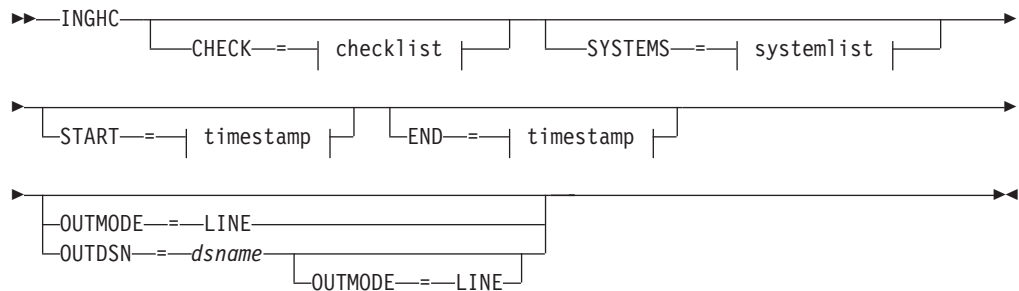 INGHC
CHECK = checklist SYSTEMS = systemlist
START = timestamp END = timestamp
OUTMODE = LINE
OUTDSN = dsname
OUTMODE = LINE